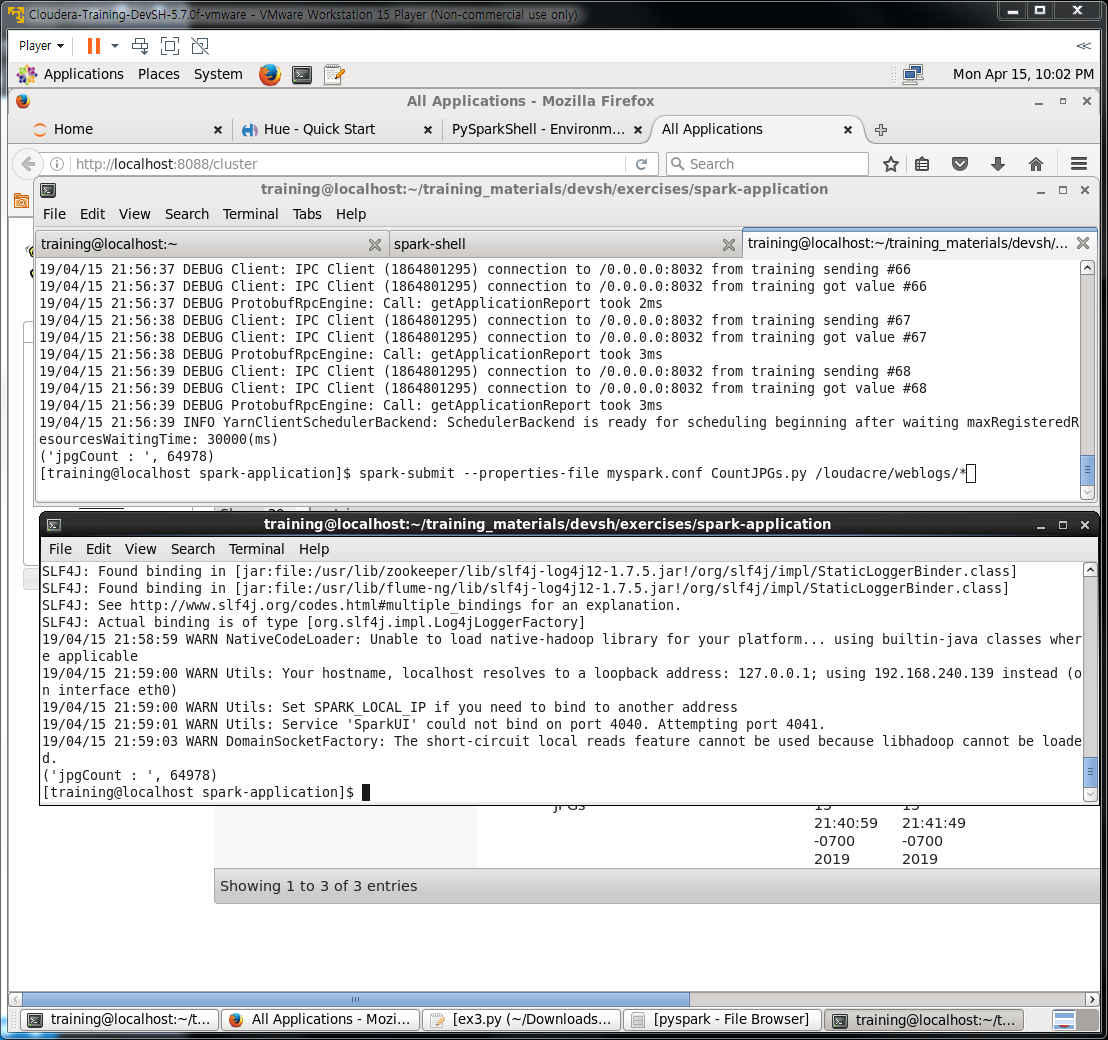 Cloudera-Training-DevSH-5.7.0f-vmware - VMware Workstation 15 Player (Non-commercial use only)
Player
Applications Places System Mon Apr 15, 10:02 PM
All Applications - Mozilla Firefox
Home Hue - Quick Start PySparkShell - Environm... All Applications
http://localhost:8088/cluster Search
training@localhost:~/training_materials/devsh/exercises/spark-application
File Edit View Search Terminal Tabs Help
training@localhost:~ spark-shell training@localhost:~/training_materials/devsh/...
19/04/15 21:56:37 DEBUG Client: IPC Client (1864801295) connection to /0.0.0.0:8032 from training sending #66
19/04/15 21:56:37 DEBUG Client: IPC Client (1864801295) connection to /0.0.0.0:8032 from training got value #66
19/04/15 21:56:37 DEBUG ProtobufRpcEngine: Call: getApplicationReport took 2ms
19/04/15 21:56:38 DEBUG Client: IPC Client (1864801295) connection to /0.0.0.0:8032 from training sending #67
19/04/15 21:56:38 DEBUG Client: IPC Client (1864801295) connection to /0.0.0.0:8032 from training got value #67
19/04/15 21:56:38 DEBUG ProtobufRpcEngine: Call: getApplicationReport took 3ms
19/04/15 21:56:39 DEBUG Client: IPC Client (1864801295) connection to /0.0.0.0:8032 from training sending #68
19/04/15 21:56:39 DEBUG Client: IPC Client (1864801295) connection to /0.0.0.0:8032 from training got value #68
19/04/15 21:56:39 DEBUG ProtobufRpcEngine: Call: getApplicationReport took 3ms
19/04/15 21:56:39 INFO YarnClientSchedulerBackend: SchedulerBackend is ready for scheduling beginning after waiting maxRegisteredR
esourcesWaitingTime: 30000(ms)
('jpgCount : ', 64978)
[training@localhost spark-application]$ spark-submit --properties-file myspark.conf CountJPGs.py /loudacre/weblogs/*
training@localhost:~/training_materials/devsh/exercises/spark-application
File Edit View Search Terminal Help
SLF4J: Found binding in [jar:file:/usr/lib/zookeeper/lib/slf4j-log4j12-1.7.5.jar!/org/slf4j/impl/StaticLoggerBinder.class]
SLF4J: Found binding in [jar:file:/usr/lib/flume-ng/lib/slf4j-log4j12-1.7.5.jar!/org/slf4j/impl/StaticLoggerBinder.class]
SLF4J: See http://www.slf4j.org/codes.html#multiple_bindings for an explanation.
SLF4J: Actual binding is of type [org.slf4j.impl.Log4jLoggerFactory]
19/04/15 21:58:59 WARN NativeCodeLoader: Unable to load native-hadoop library for your platform... using builtin-java classes wher
e applicable
19/04/15 21:59:00 WARN Utils: Your hostname, localhost resolves to a loopback address: 127.0.0.1; using 192.168.240.139 instead (o
n interface eth0)
19/04/15 21:59:00 WARN Utils: Set SPARK_LOCAL_IP if you need to bind to another address
19/04/15 21:59:01 WARN Utils: Service 'SparkUI' could not bind on port 4040. Attempting port 4041.
19/04/15 21:59:03 WARN DomainSocketFactory: The short-circuit local reads feature cannot be used because libhadoop cannot be loade
d.
('jpgCount : ', 64978)
[training@localhost spark-application]$
JPGs 15 15
21:40:59 21:41:49
-0700 -0700
2019 2019
Showing 1 to 3 of 3 entries
training@localhost:~/t... All Applications - Mozi... [ex3.py (~/Downloads... [pyspark - File Browser] training@localhost:~/t...